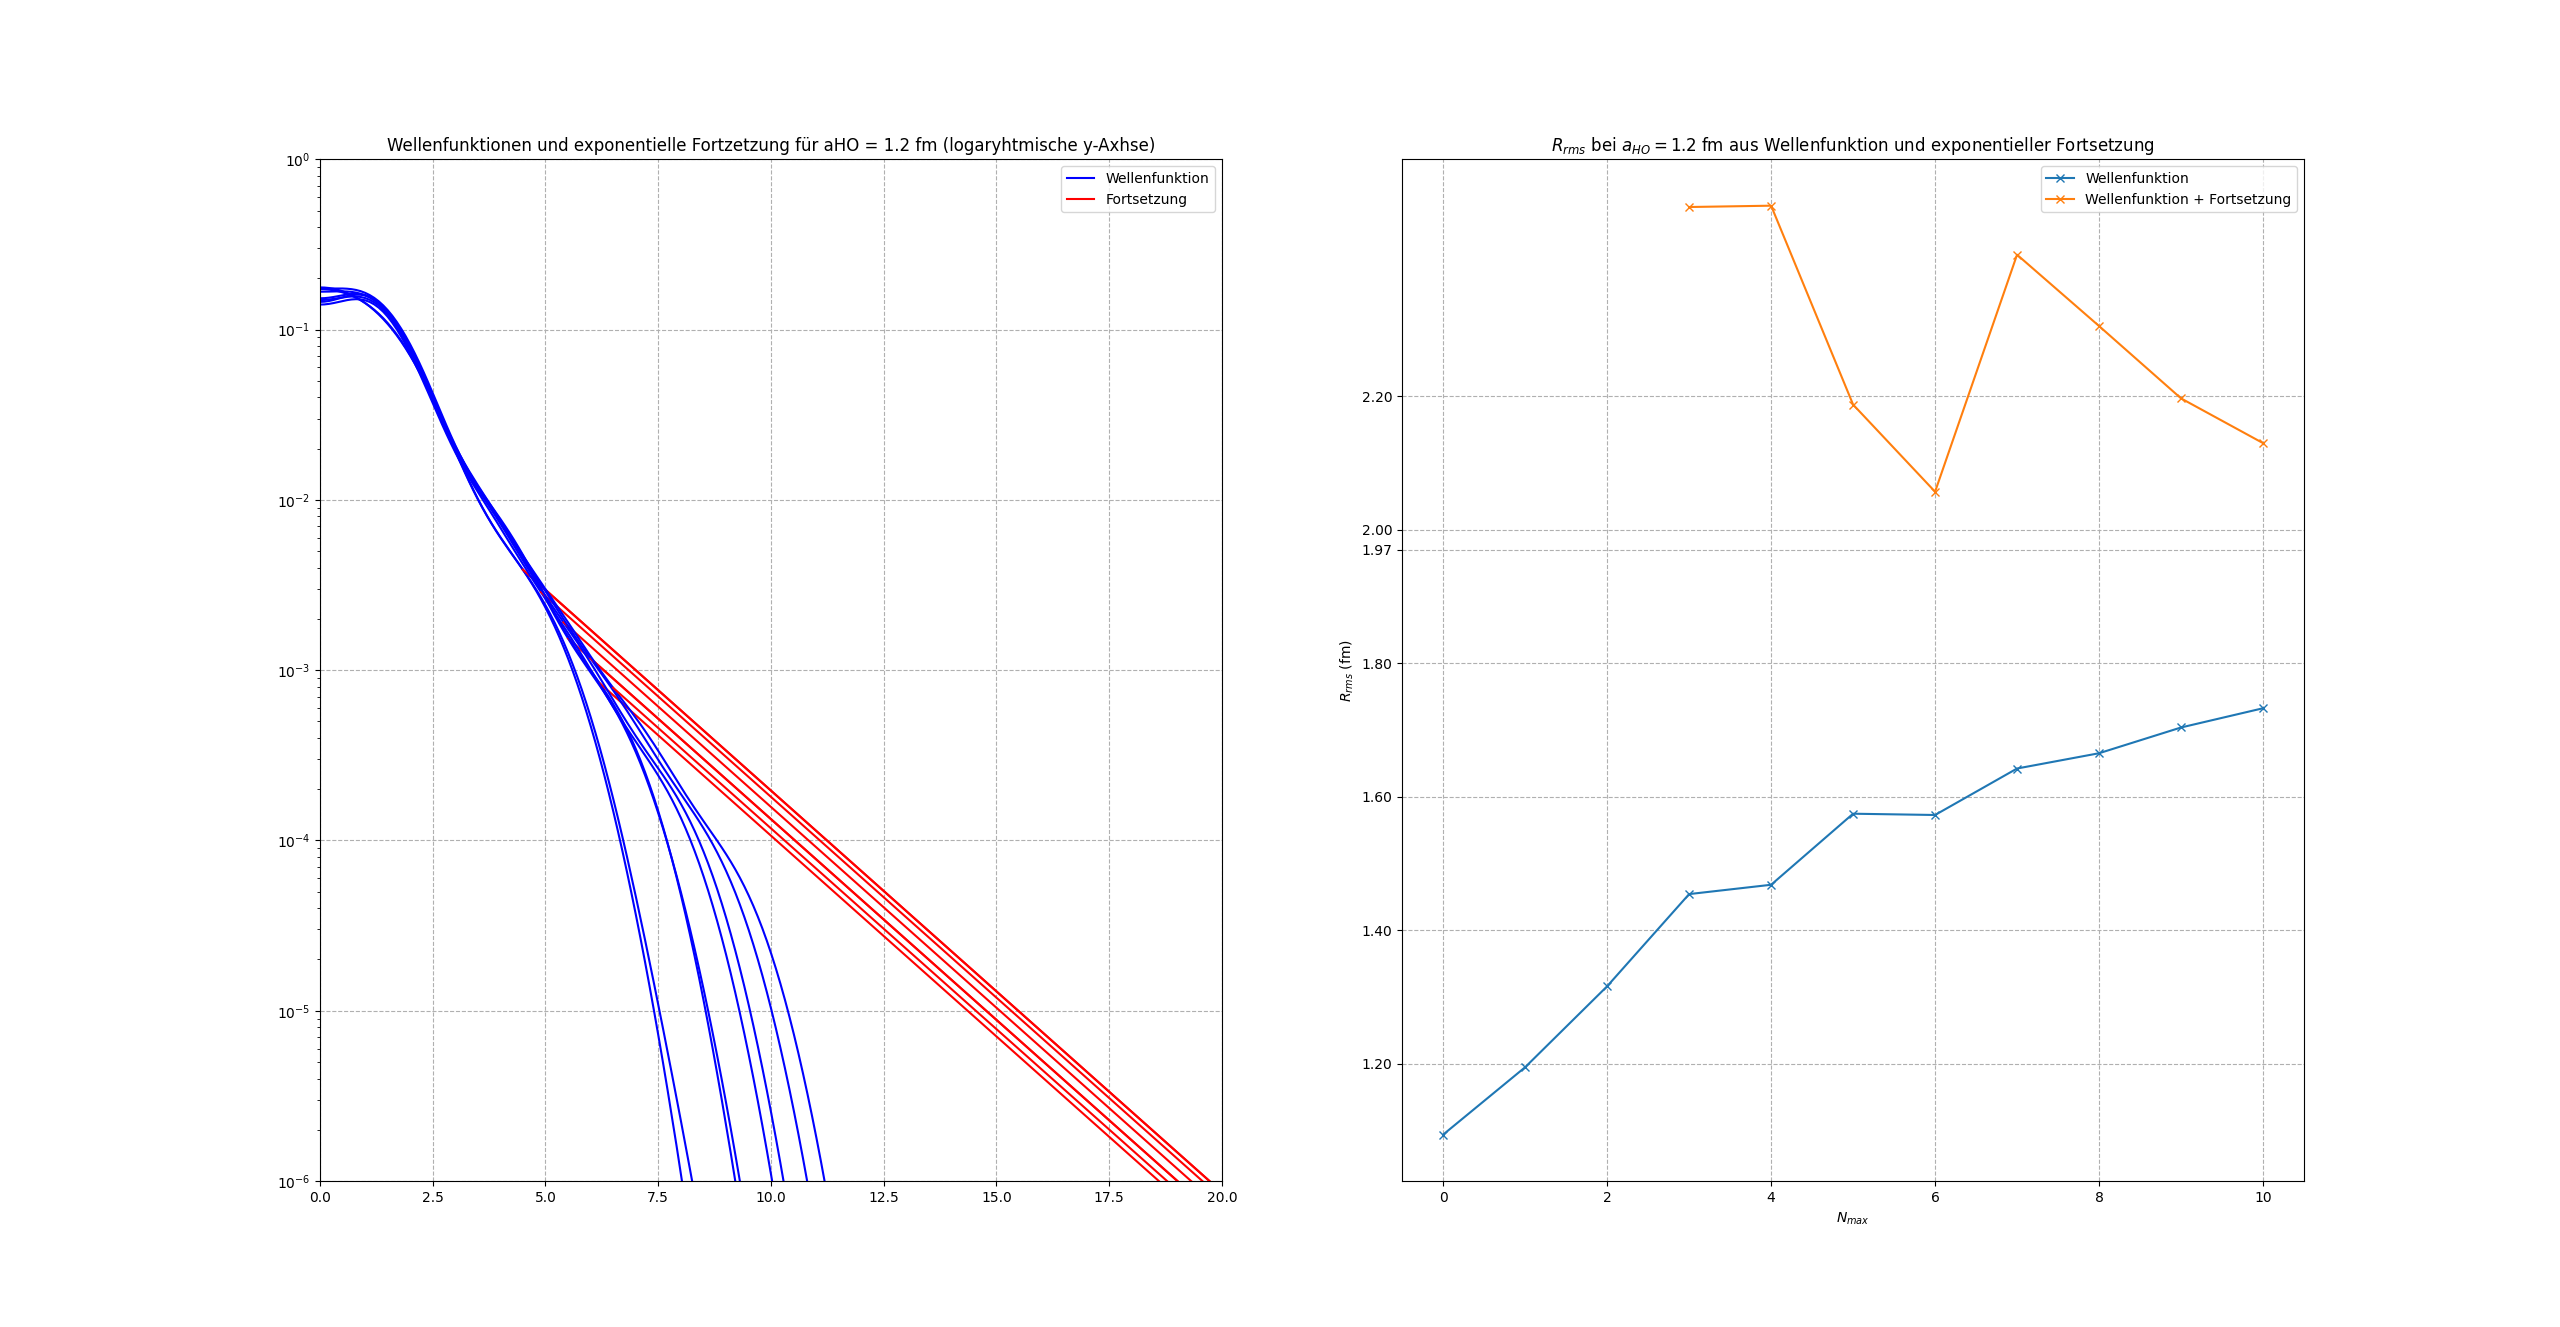 Wellenfunktionen und exponentielle Fortzetzung für aHO = 1.2 fm (logaryhtmische y-Axhse)
10⁰
10⁻¹
10⁻²
10⁻³
10⁻⁴
10⁻⁵
10⁻⁶
0.0 2.5 5.0 7.5 10.0 12.5 15.0 17.5 20.0
Wellenfunktion
Fortsetzung
R_rms bei a_HO = 1.2 fm aus Wellenfunktion und exponentieller Fortsetzung
Wellenfunktion
Wellenfunktion + Fortsetzung
2.20
2.00
1.97
1.80
1.60
1.40
1.20
R_rms (fm)
0 2 4 6 8 10
N_max